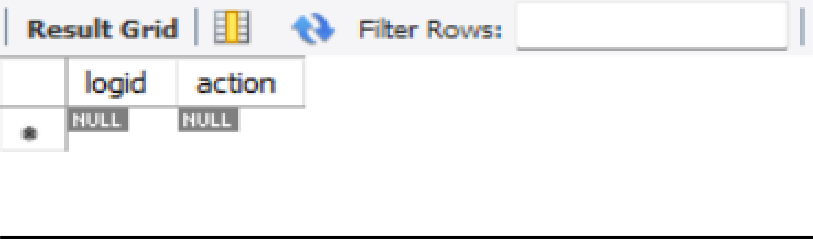 Result Grid Filter Rows:
logid action
NULL NULL